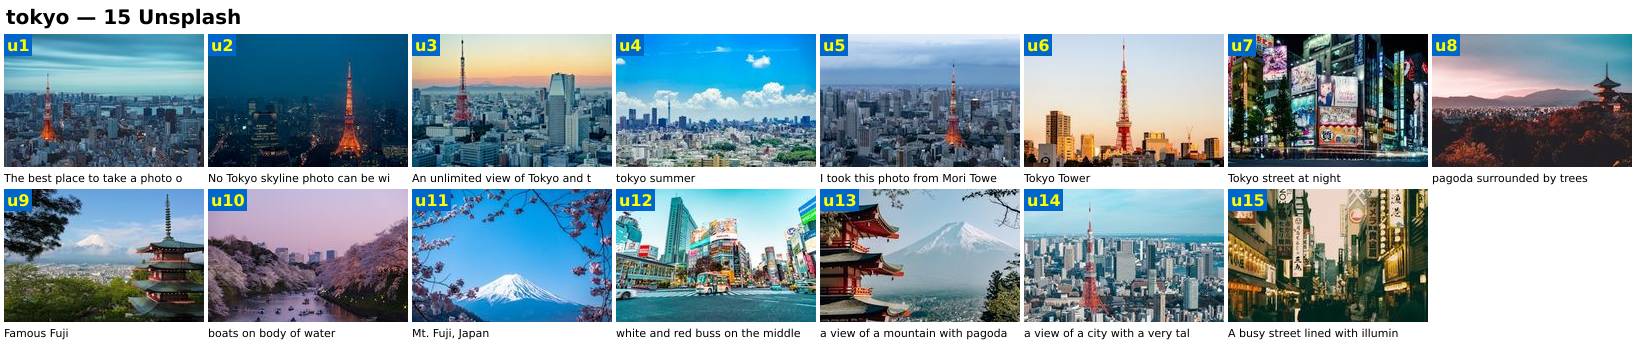 tokyo — 15 Unsplash
u1
u2
u3
u4
u5
u6
u7
u8
The best place to take a photo o
No Tokyo skyline photo can be wi
An unlimited view of Tokyo and t
tokyo summer
I took this photo from Mori Towe
Tokyo Tower
Tokyo street at night
pagoda surrounded by trees
u9
u10
u11
u12
u13
u14
u15
Famous Fuji
boats on body of water
Mt. Fuji, Japan
white and red buss on the middle
a view of a mountain with pagoda
a view of a city with a very tal
A busy street lined with illumin